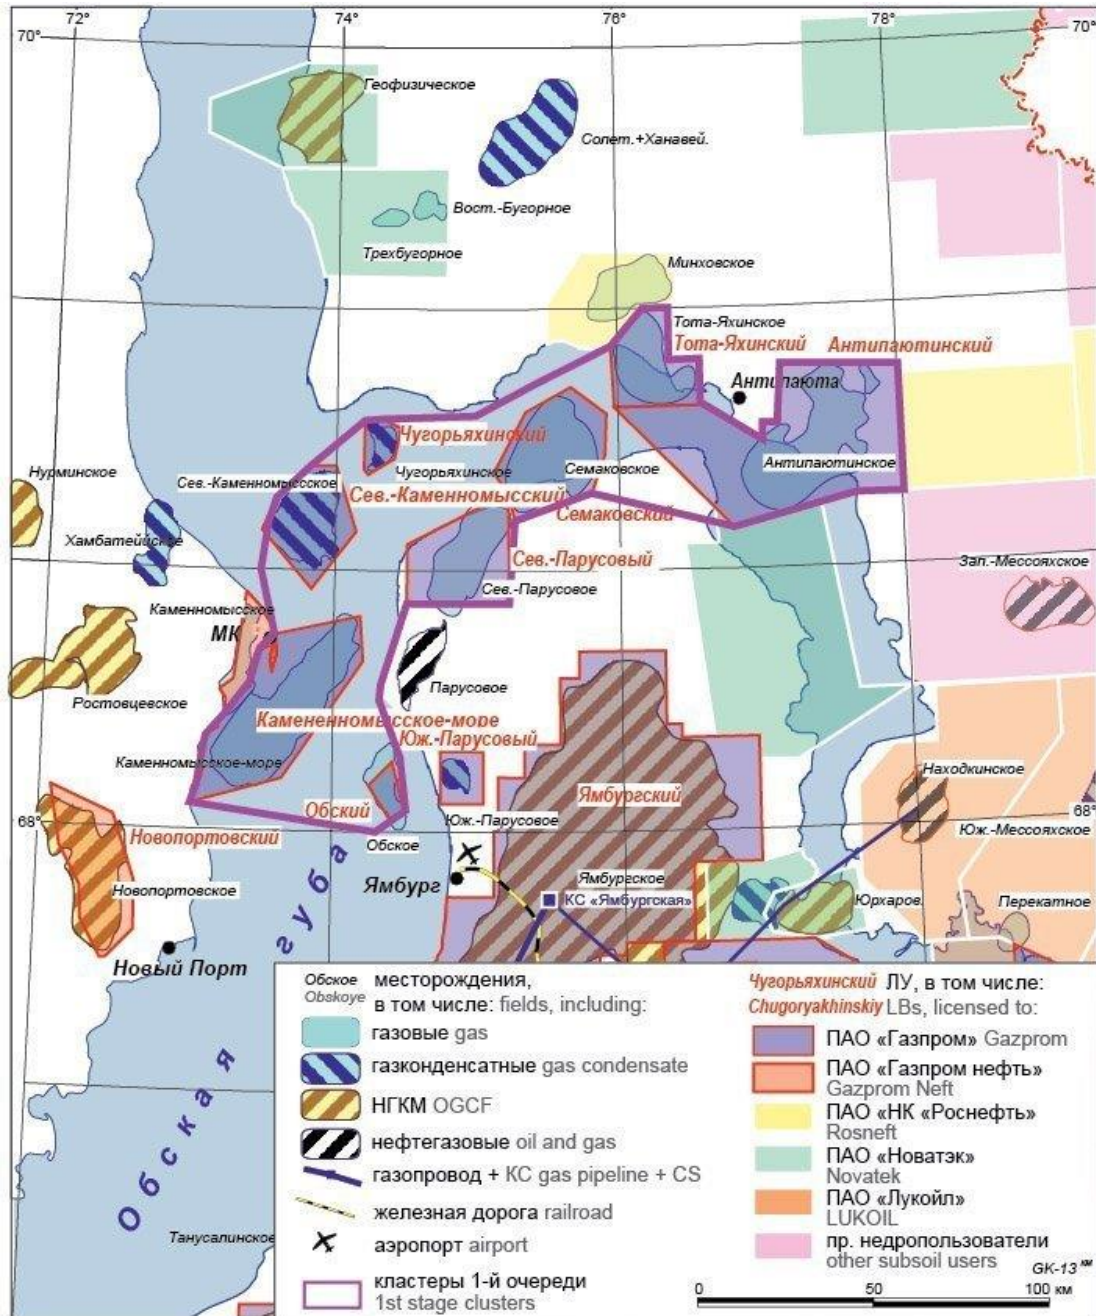 72°
74°
76°
78°
70°
70°
Геофизическое
Солет.+Ханавей.
Вост.-Бугорное
Трехбугорное
Минховское
Тота-Яхинское
Тота-Яхинский
Антипаютинский
Антипаюта
Чугорьяхинский
Нурминское
Сев.-Каменномысское
Чугорьяхинское
Семаковское
Антипаютинское
Сев.-Каменномысский
Семаковский
Хамбатейское
Сев.-Парусовый
Зап.-Мессояхское
Сев.-Парусовое
Каменномысское
МК
Парусовое
Ростовцевское
Камененномысское-море
Юж.-Парусовый
Каменномысское-море
Находкинское
Ямбургский
Обский
68°
68°
Новопортовский
Юж.-Парусовое
Юж.-Мессояхское
Обское
Ямбург
Ямбургское
Новопортовское
КС «Ямбургская»
Юрхаров.
Перекатное
Новый Порт
Обская губа
Танусалинское
Обское месторождения,
Obskoye в том числе: fields, including:
газовые gas
газконденсатные gas condensate
НГКМ OGCF
нефтегазовые oil and gas
газопровод + КС gas pipeline + CS
железная дорога railroad
аэропорт airport
кластеры 1-й очереди
1st stage clusters
Чугорьяхинский ЛУ, в том числе:
Chugoryakhinskiy LBs, licensed to:
ПАО «Газпром» Gazprom
ПАО «Газпром нефть»
Gazprom Neft
ПАО «НК «Роснефть»
Rosneft
ПАО «Новатэк»
Novatek
ПАО «Лукойл»
LUKOIL
пр. недропользователи
other subsoil users
GK-13 км
0 50 100 км